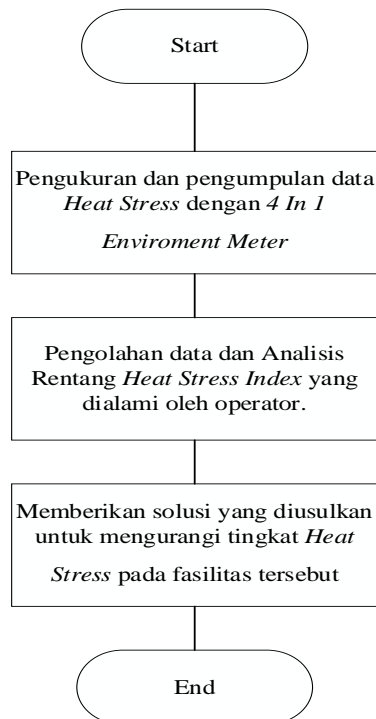 Start
Pengukuran dan pengumpulan data
Heat Stress dengan 4 In 1
Enviroment Meter
Pengolahan data dan Analisis
Rentang Heat Stress Index yang
dialami oleh operator.
Memberikan solusi yang diusulkan
untuk mengurangi tingkat Heat
Stress pada fasilitas tersebut
End